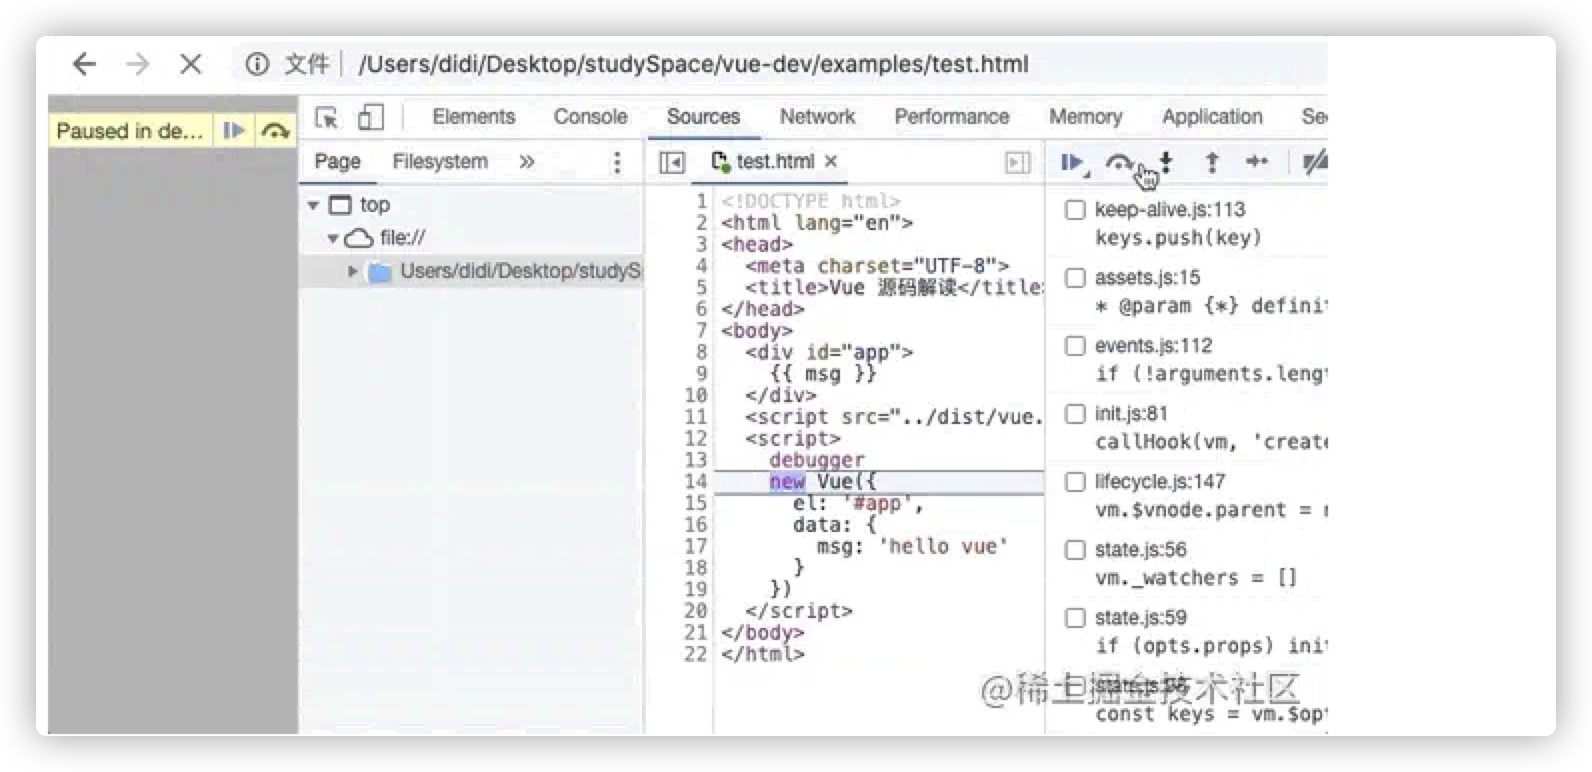 文件 /Users/didi/Desktop/studySpace/vue-dev/examples/test.html
Paused in de...
Elements Console Sources Network Performance Memory Application Se
Page Filesystem »
test.html ×
top
file://
Users/didi/Desktop/studyS
1 <!DOCTYPE html>
2 <html lang="en">
3 <head>
4 <meta charset="UTF-8">
5 <title>Vue 源码解读</title>
6 </head>
7 <body>
8 <div id="app">
9 {{ msg }}
10 </div>
11 <script src="../dist/vue.
12 <script>
13 debugger
14 new Vue({
15 el: '#app',
16 data: {
17 msg: 'hello vue'
18 }
19 })
20 </script>
21 </body>
22 </html>
keep-alive.js:113
keys.push(key)
assets.js:15
* @param {*} defini
events.js:112
if (!arguments.leng
init.js:81
callHook(vm, 'create
lifecycle.js:147
vm.$vnode.parent =
state.js:56
vm._watchers = []
state.js:59
if (opts.props) ini
const keys = vm.$op
@稀土掘金技术社区